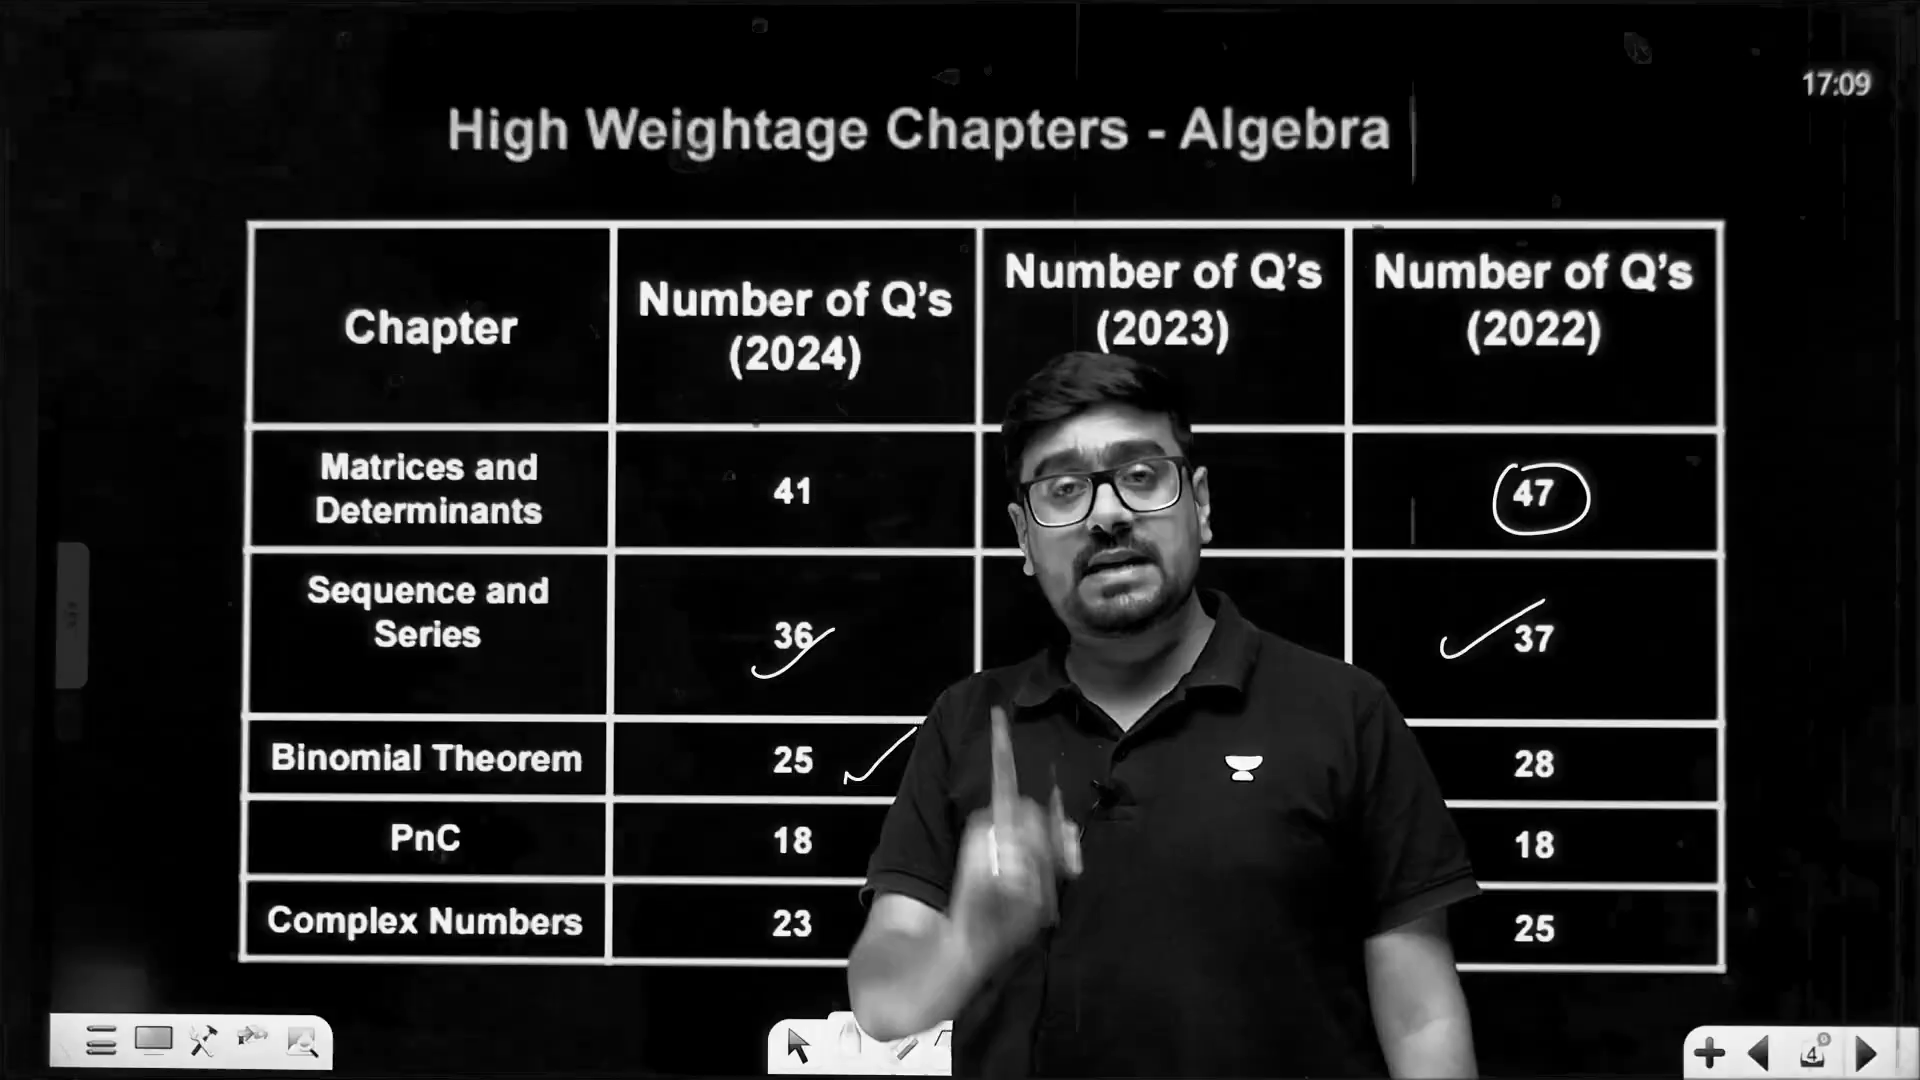 17:09
High Weightage Chapters - Algebra
Chapter
Number of Q's
(2024)
Number of Q's
(2023)
Number of Q's
(2022)
Matrices and
Determinants
41
47
Sequence and
Series
36
37
Binomial Theorem
25
28
PnC
18
18
Complex Numbers
23
25
4